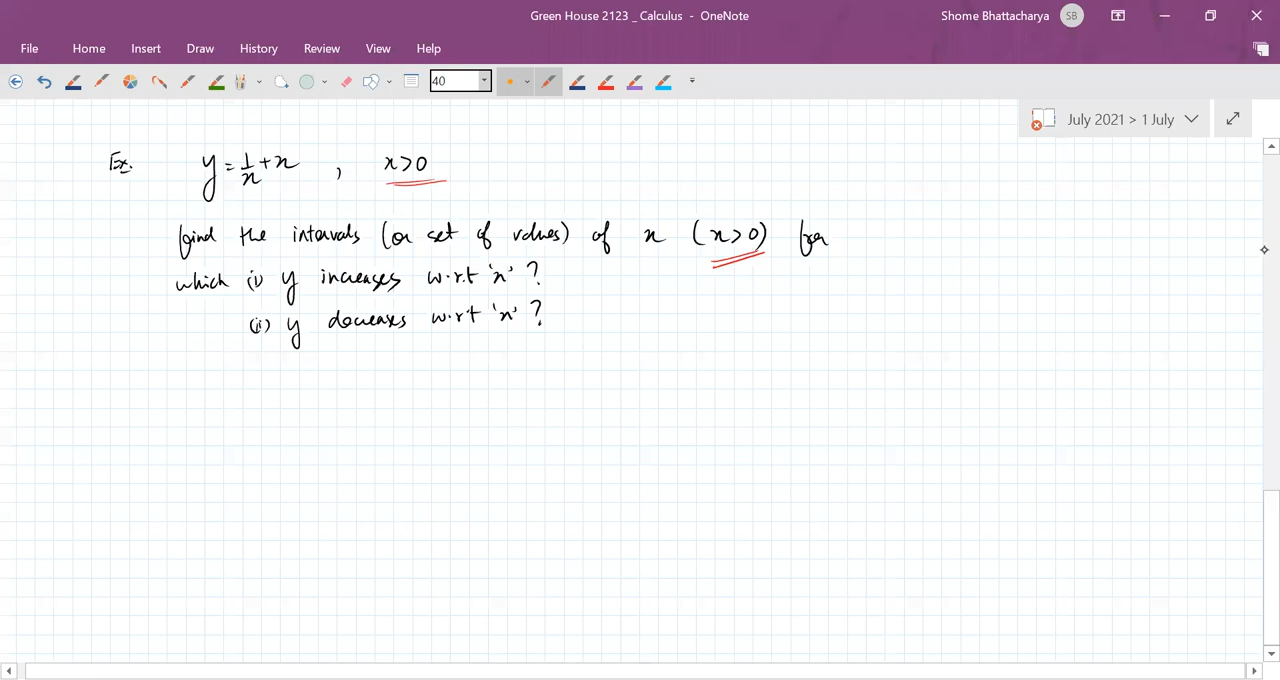 Green House 2123 _ Calculus - OneNote
Shome Bhattacharya SB
File Home Insert Draw History Review View Help
40
July 2021 > 1 July
Ex. y = 1/x + x , x>0
find the intervals (or set of values) of x (x>0) for
which (i) y increases w.r.t 'x' ?
(ii) y decreases w.r.t 'x' ?